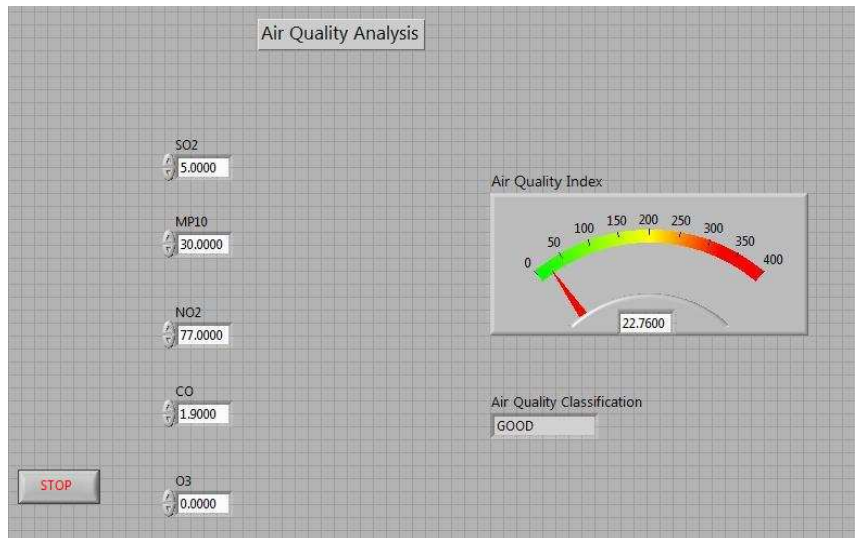 Air Quality Analysis
SO2
5.0000
MP10
30.0000
NO2
77.0000
CO
1.9000
O3
0.0000
STOP
Air Quality Index
0 50 100 150 200 250 300 350 400
22.7600
Air Quality Classification
GOOD